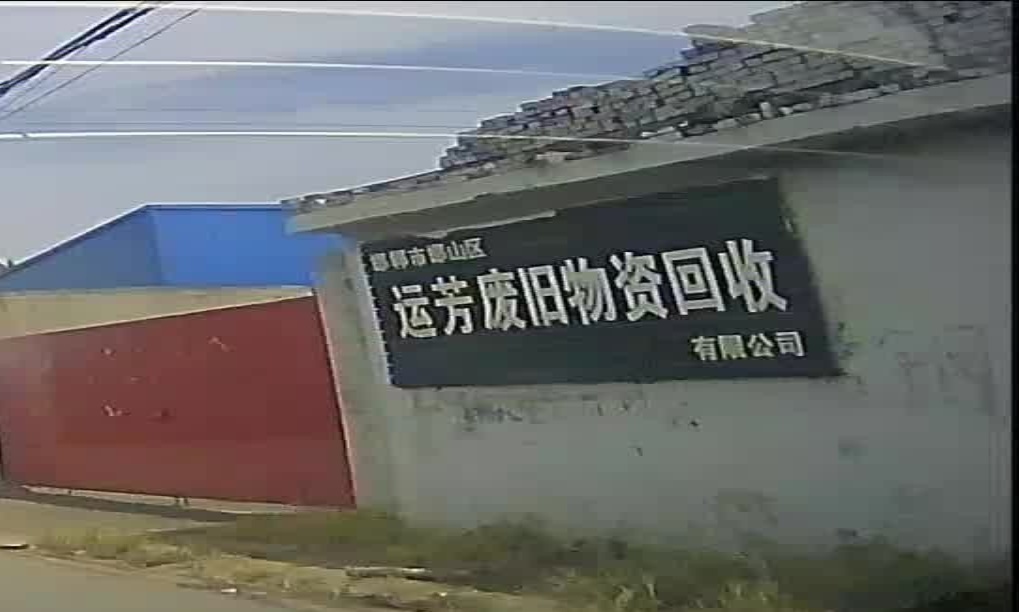 邯郸市邯山区
运芳废旧物资回收
有限公司